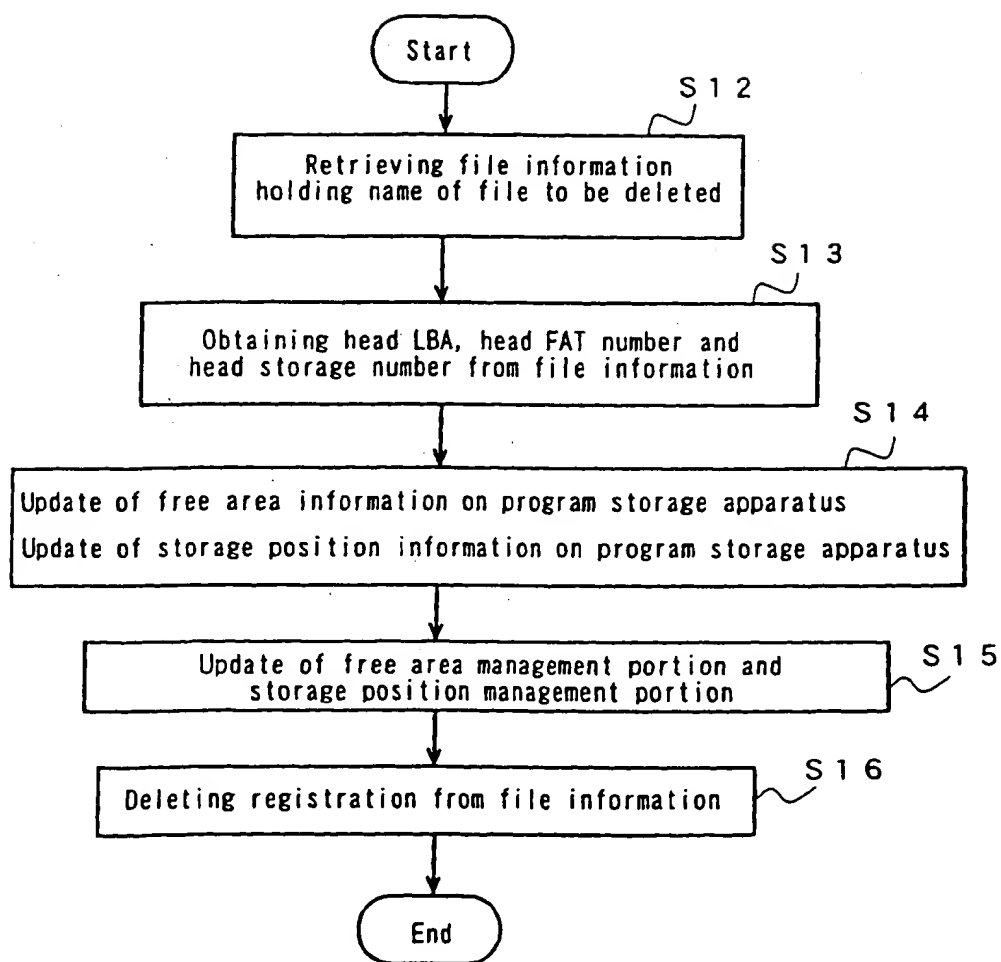 Start
S12
Retrieving file information
holding name of file to be deleted
S13
Obtaining head LBA, head FAT number and
head storage number from file information
S14
Update of free area information on program storage apparatus
Update of storage position information on program storage apparatus
S15
Update of free area management portion and
storage position management portion
S16
Deleting registration from file information
End